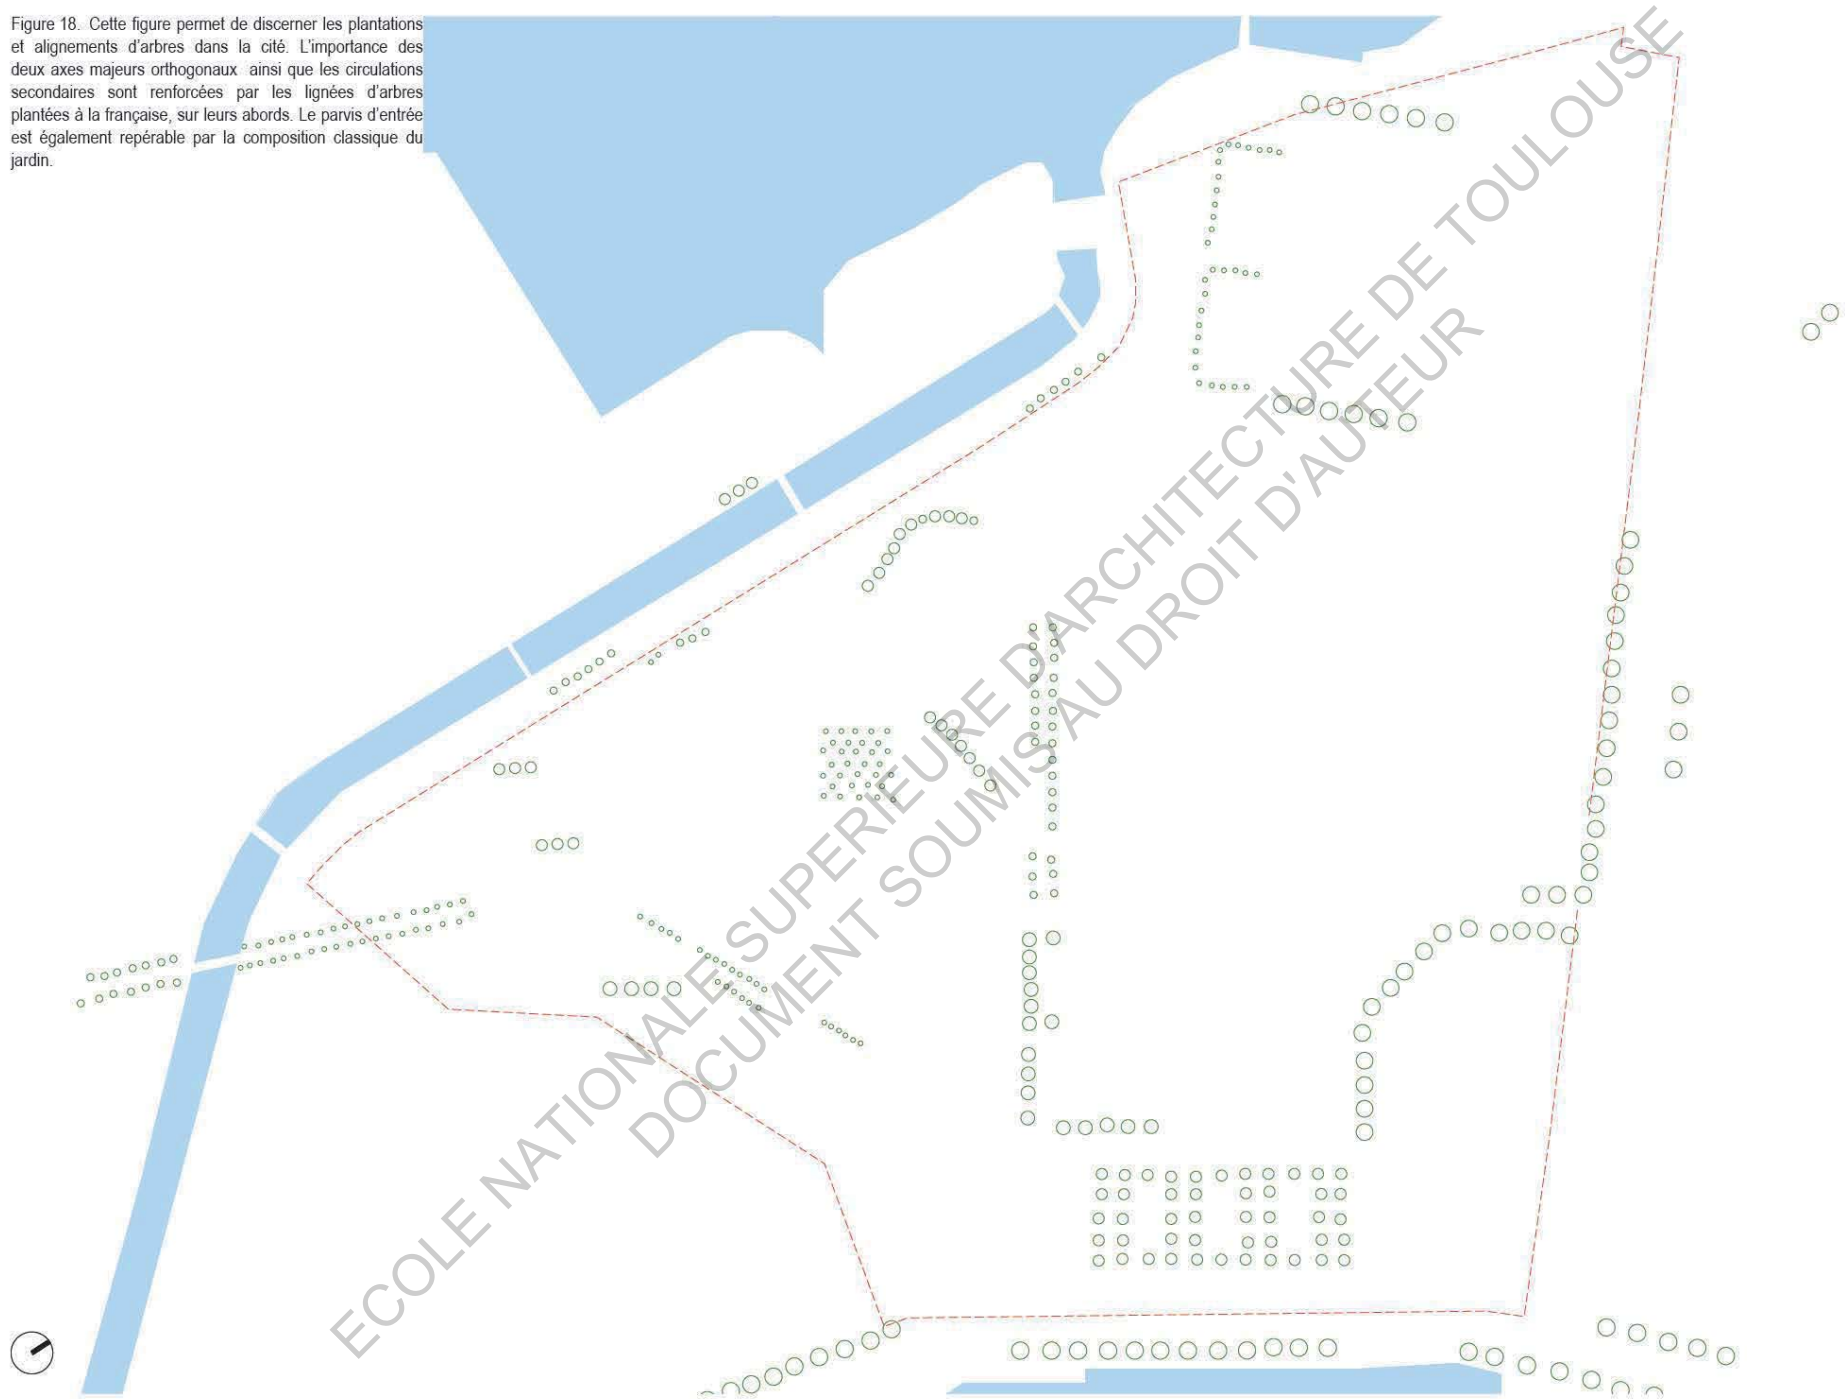 Figure 18. Cette figure permet de discerner les plantations
et alignements d'arbres dans la cité. L'importance des
deux axes majeurs orthogonaux ainsi que les circulations
secondaires sont renforcées par les lignées d'arbres
plantées à la française, sur leurs abords. Le parvis d'entrée
est également repérable par la composition classique du
jardin.
ECOLE NATIONALE SUPERIEURE D'ARCHITECTURE DE TOULOUSE
DOCUMENT SOUMIS AU DROIT D'AUTEUR